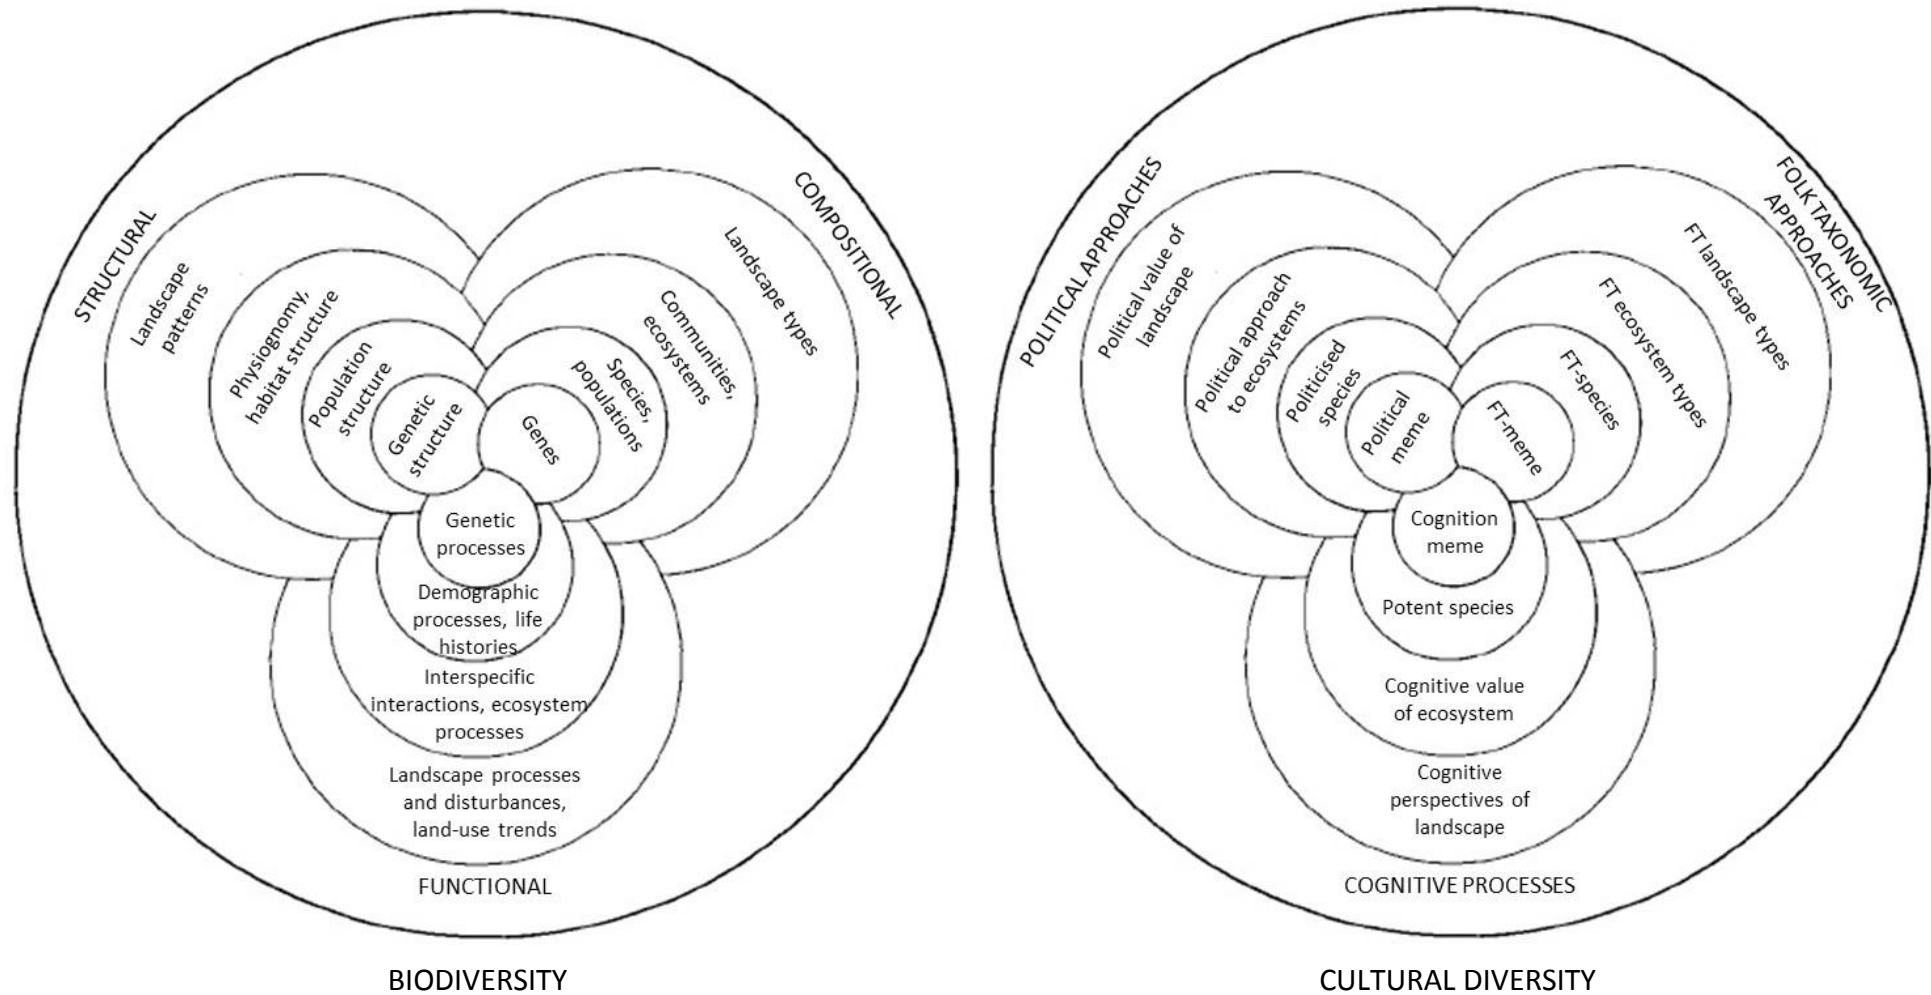 STRUCTURAL
Landscape
patterns
Physiognomy,
habitat structure
Population
structure
Genetic
structure
COMPOSITIONAL
Landscape types
Communities,
ecosystems
Species,
populations
Genes
Genetic
processes
Demographic
processes, life
histories
Interspecific
interactions, ecosystem
processes
Landscape processes
and disturbances,
land-use trends
FUNCTIONAL
BIODIVERSITY
POLITICAL APPROACHES
Political value of
landscape
Political approach
to ecosystems
Politicised
species
Political
meme
FOLK TAXONOMIC
APPROACHES
FT landscape types
FT ecosystem types
FT-species
FT-meme
Cognition
meme
Potent species
Cognitive value
of ecosystem
Cognitive
perspectives of
landscape
COGNITIVE PROCESSES
CULTURAL DIVERSITY